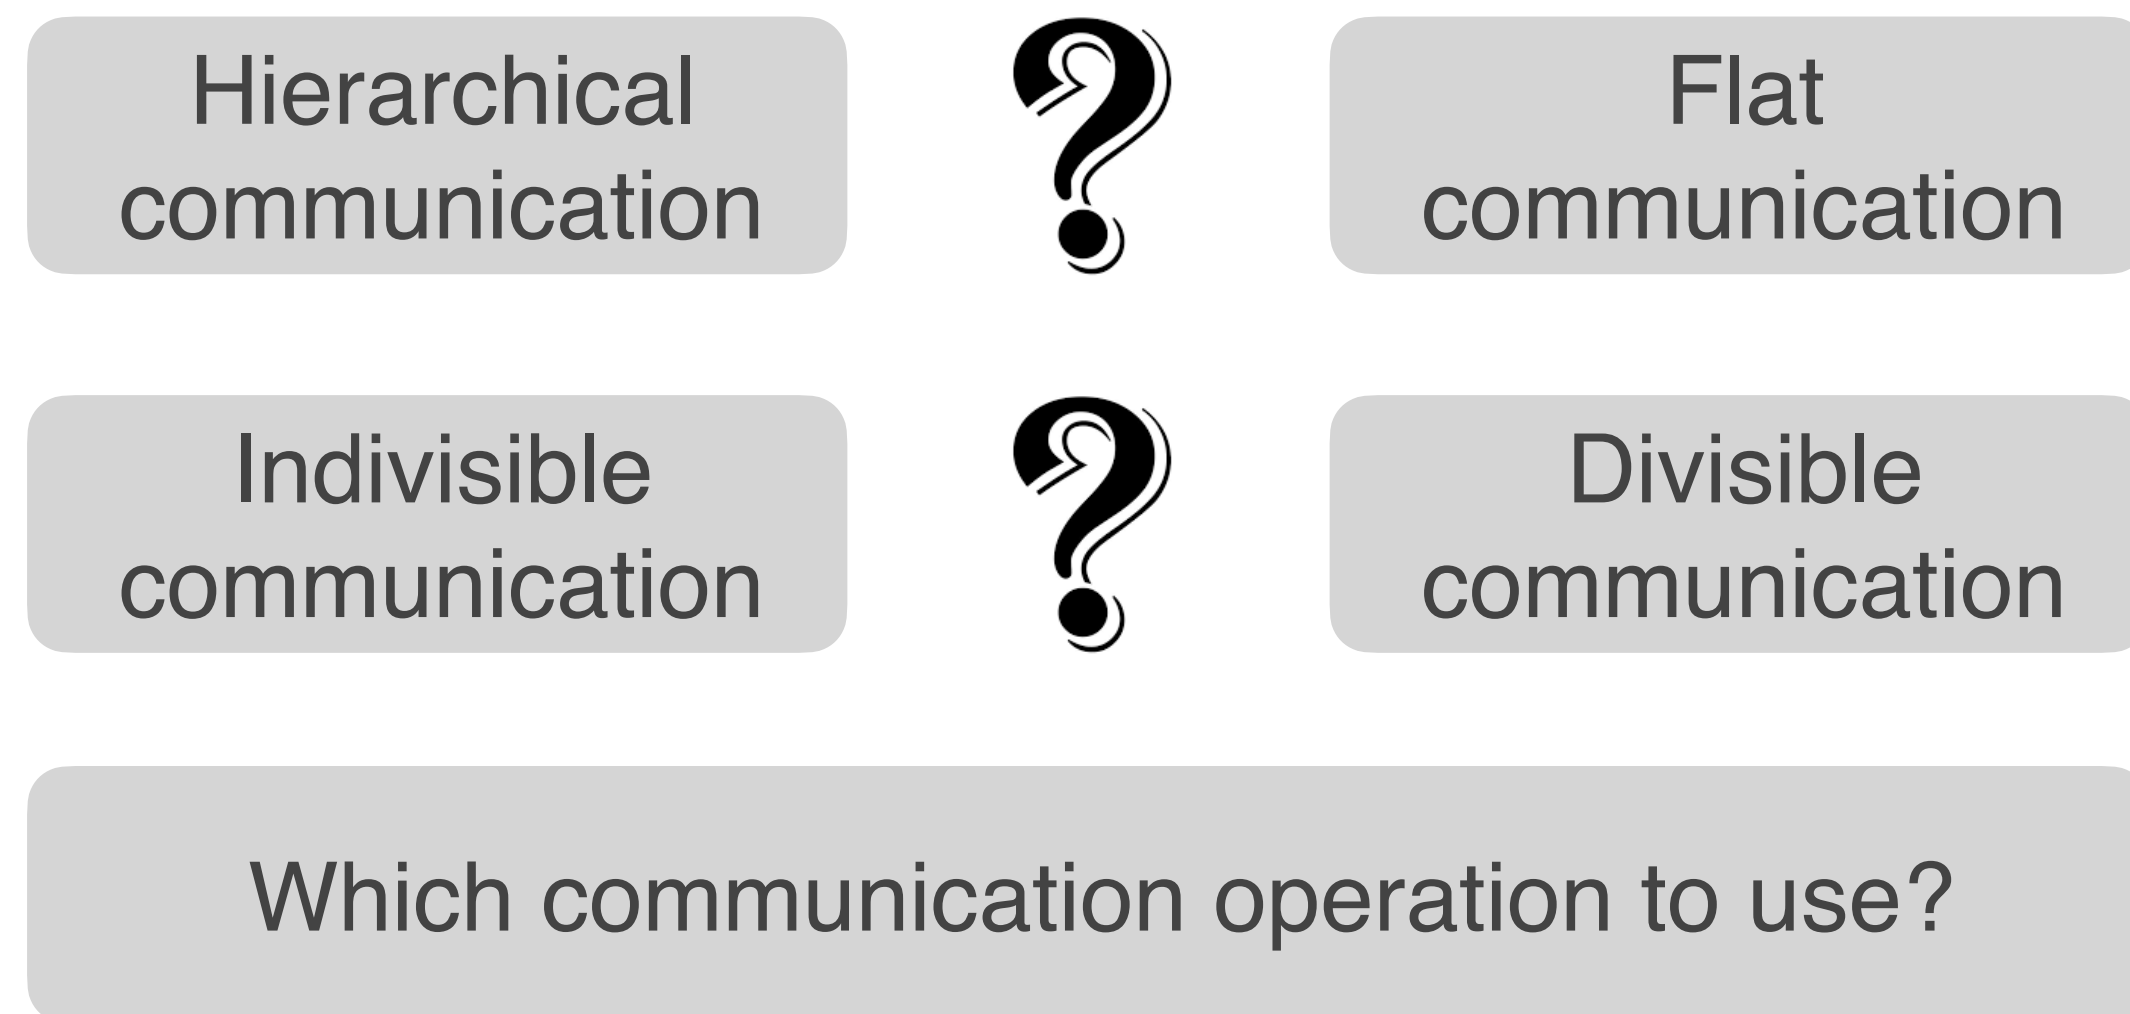 Hierarchical
communication
?
Flat
communication
Indivisible
communication
?
Divisible
communication
Which communication operation to use?